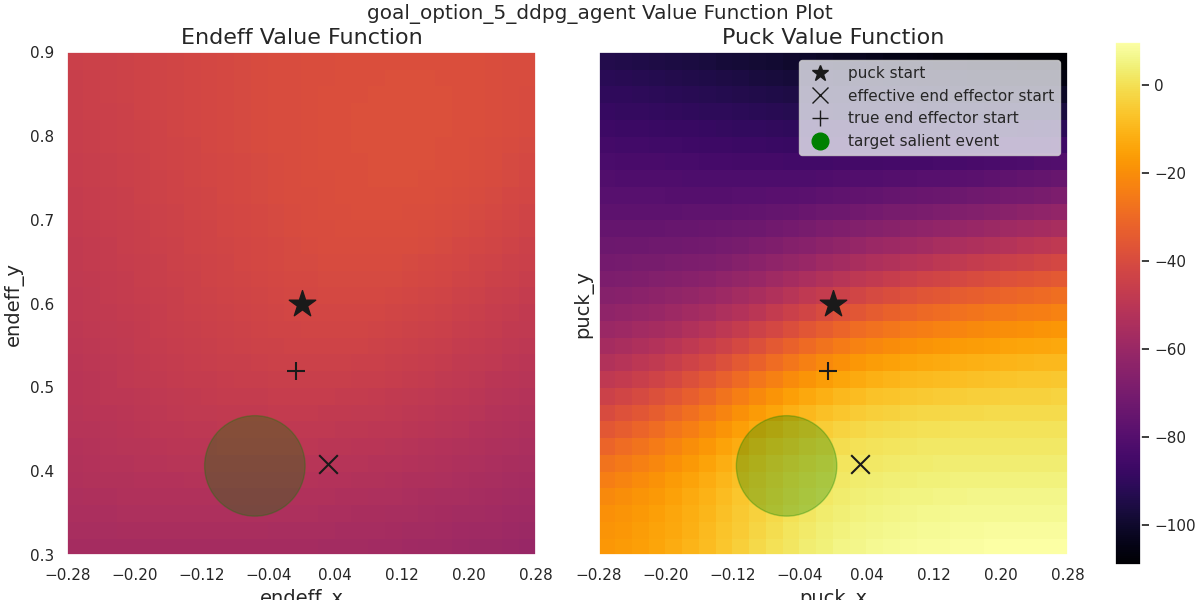 goal_option_5_ddpg_agent Value Function Plot
Endeff Value Function
Puck Value Function
puck start
effective end effector start
true end effector start
target salient event
endeff_y
0.9
0.8
0.7
0.6
0.5
0.4
0.3
−0.28 −0.20 −0.12 −0.04 0.04 0.12 0.20 0.28
endeff_x
puck_y
−0.28 −0.20 −0.12 −0.04 0.04 0.12 0.20 0.28
puck_x
0
−20
−40
−60
−80
−100